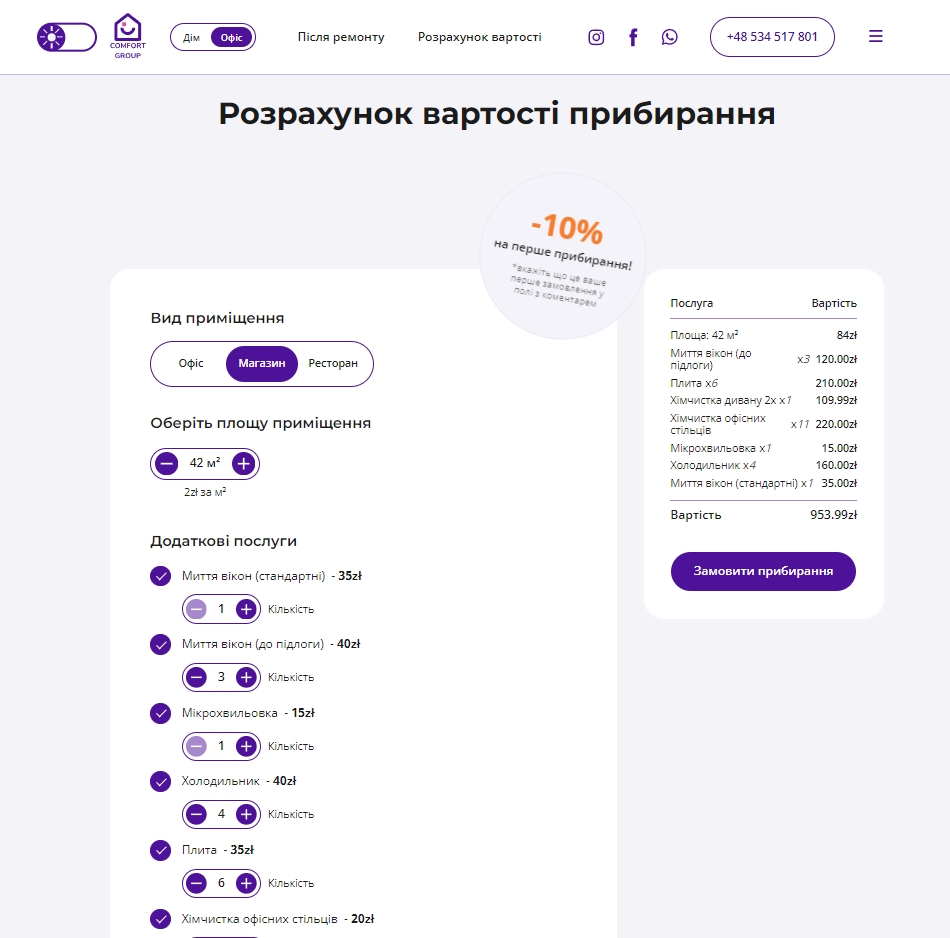 COMFORT
GROUP
Дім Офіс
Після ремонту
Розрахунок вартості
+48 534 517 801
Розрахунок вартості прибирання
-10%
на перше прибирання!
*вкажіть що це ваше
перше замовлення у
полі з коментарем
Вид приміщення
Офіс Магазин Ресторан
Оберіть площу приміщення
42 м²
2zł за м²
Додаткові послуги
Миття вікон (стандартні) - 35zł
1 Кількість
Миття вікон (до підлоги) - 40zł
3 Кількість
Мікрохвильовка - 15zł
1 Кількість
Холодильник - 40zł
4 Кількість
Плита - 35zł
6 Кількість
Хімчистка офісних стільців - 20zł
Послуга Вартість
Площа: 42 м² 84zł
Миття вікон (до
підлоги) x3 120.00zł
Плита x6 210.00zł
Хімчистка дивану 2x x1 109.99zł
Хімчистка офісних
стільців x11 220.00zł
Мікрохвильовка x1 15.00zł
Холодильник x4 160.00zł
Миття вікон (стандартні) x1 35.00zł
Вартість 953.99zł
Замовити прибирання